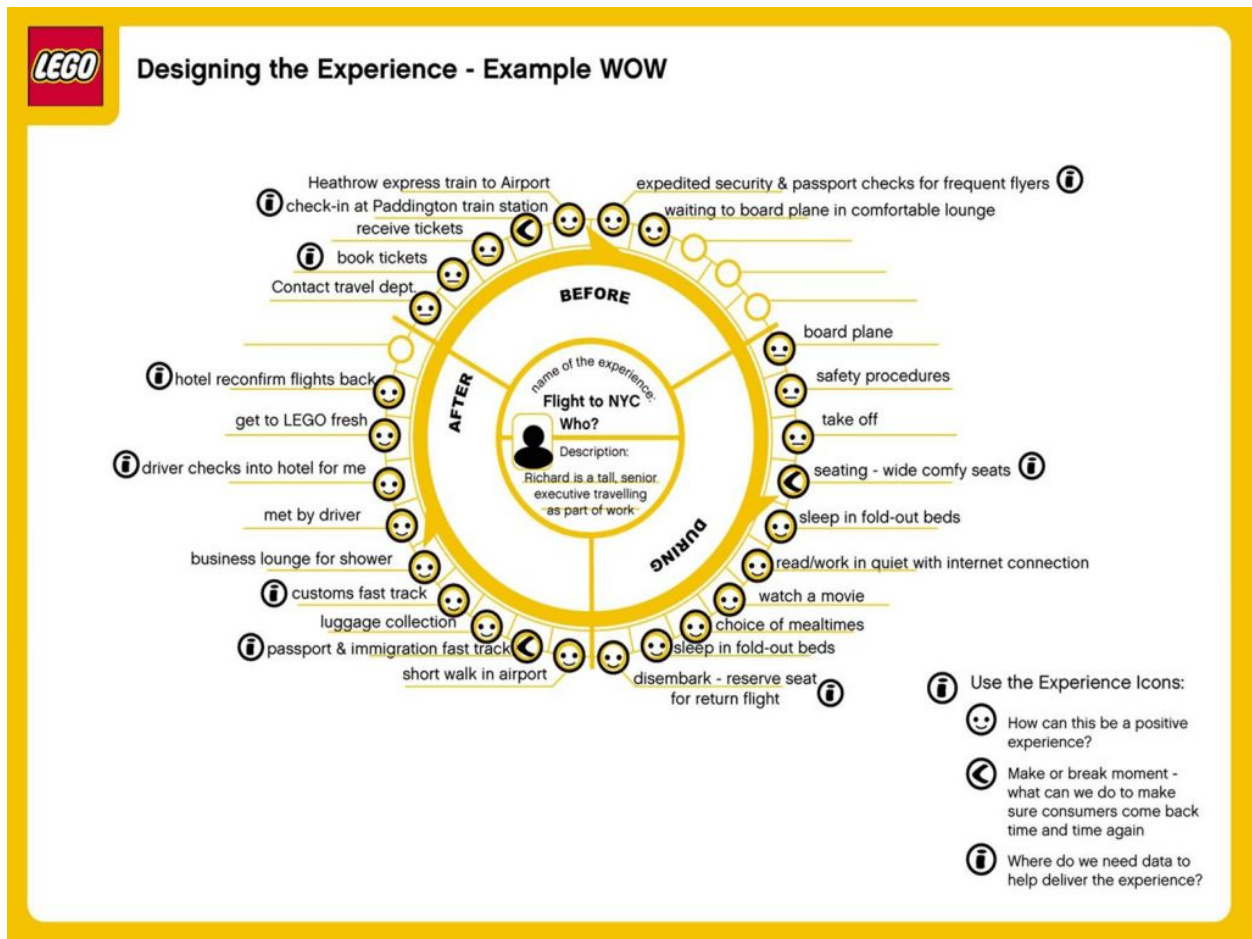 LEGO
Designing the Experience - Example WOW
Heathrow express train to Airport
check-in at Paddington train station
receive tickets
book tickets
Contact travel dept.
hotel reconfirm flights back
get to LEGO fresh
driver checks into hotel for me
met by driver
business lounge for shower
customs fast track
luggage collection
passport & immigration fast track
short walk in airport
expedited security & passport checks for frequent flyers
waiting to board plane in comfortable lounge
board plane
safety procedures
take off
seating - wide comfy seats
sleep in fold-out beds
read/work in quiet with internet connection
watch a movie
choice of mealtimes
sleep in fold-out beds
disembark - reserve seat
for return flight
BEFORE
AFTER
DURING
name of the experience:
Flight to NYC
Who?
Description:
Richard is a tall, senior
executive travelling
as part of work
Use the Experience Icons:
How can this be a positive
experience?
Make or break moment -
what can we do to make
sure consumers come back
time and time again
Where do we need data to
help deliver the experience?